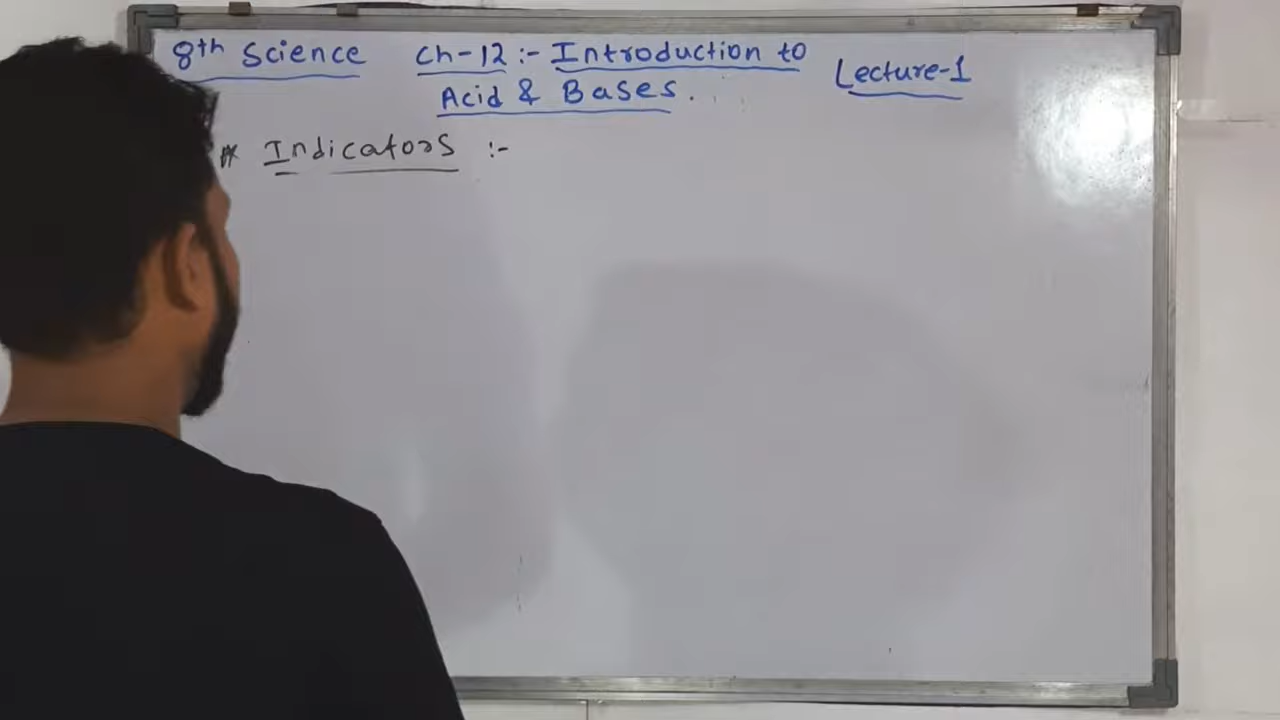 8th Science Ch-12 :- Introduction to Lecture-1
Acid & Bases.
* Indicators :-